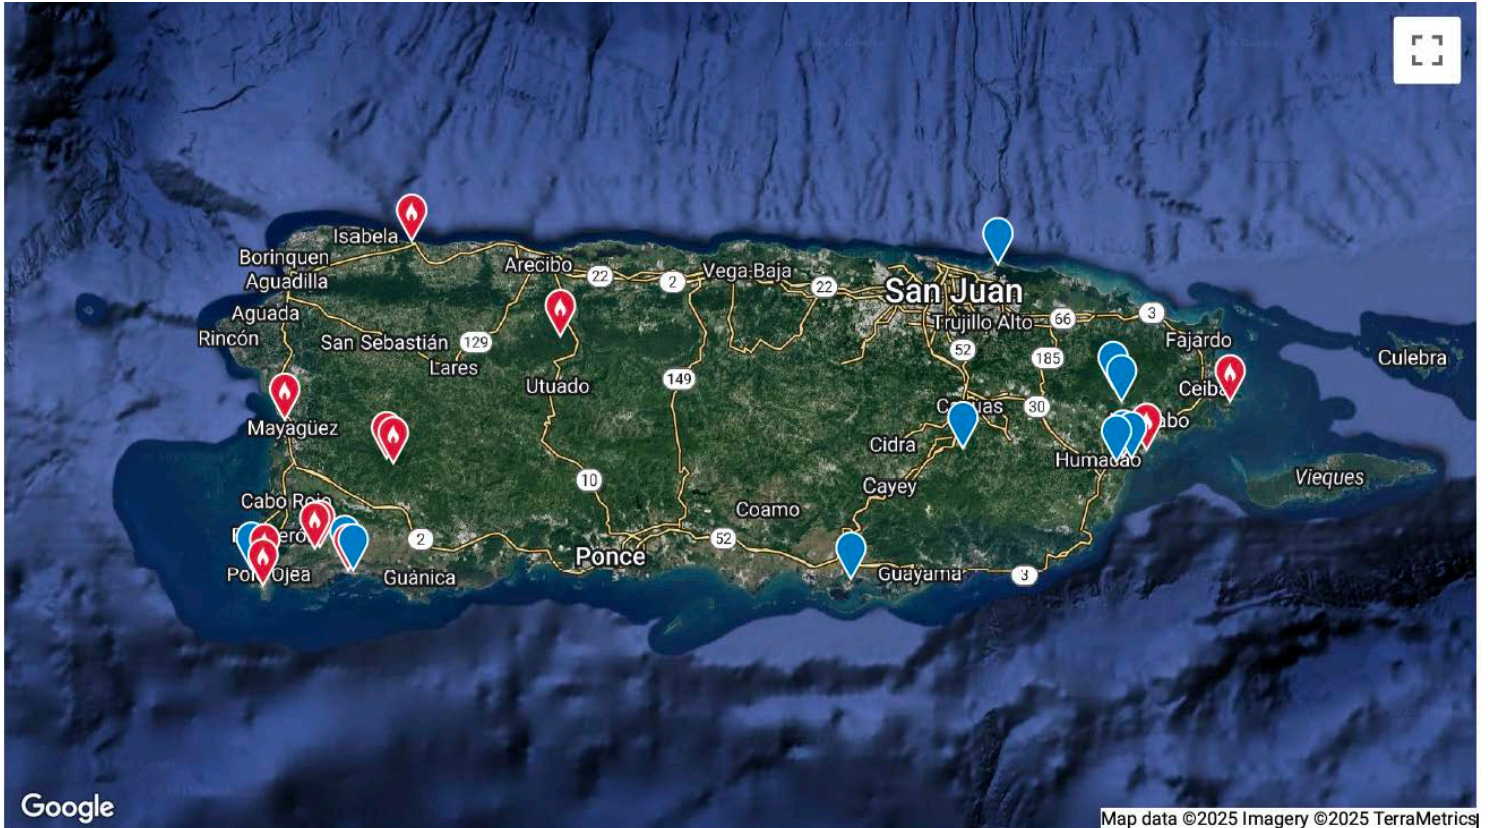 Isabela
Borinquen
Aguadilla
Arecibo
22
2
Vega Baja
22
San Juan
Aguada
Rincón
San Sebastián
129
Lares
Trujillo Alto
66
3
Fajardo
52
185
Culebra
Utuado
149
Ceiba
Mayagüez
30
Cidra
Humacao
Cayey
10
Vieques
Cabo Rojo
Coamo
2
Ponce
52
Guánica
Guayama
3
Google
Map data ©2025 Imagery ©2025 TerraMetrics